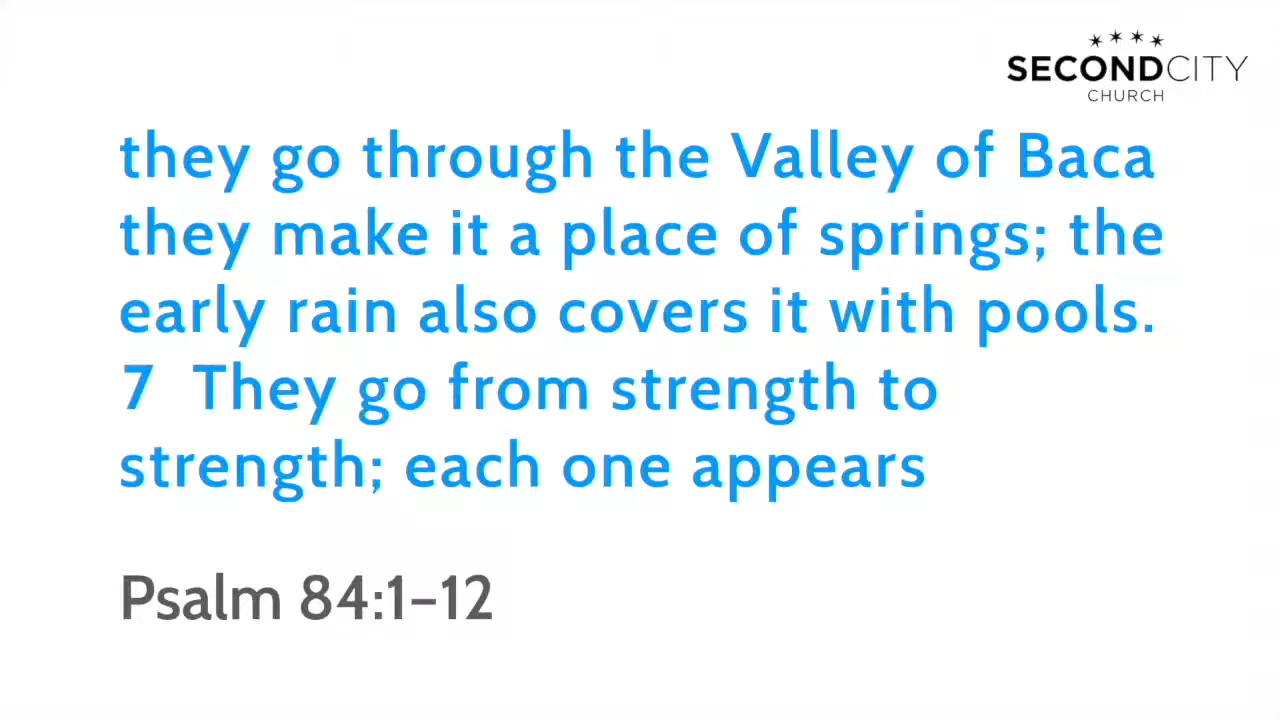 SECONDCITY
CHURCH
they go through the Valley of Baca
they make it a place of springs; the
early rain also covers it with pools.
7 They go from strength to
strength; each one appears
Psalm 84:1–12